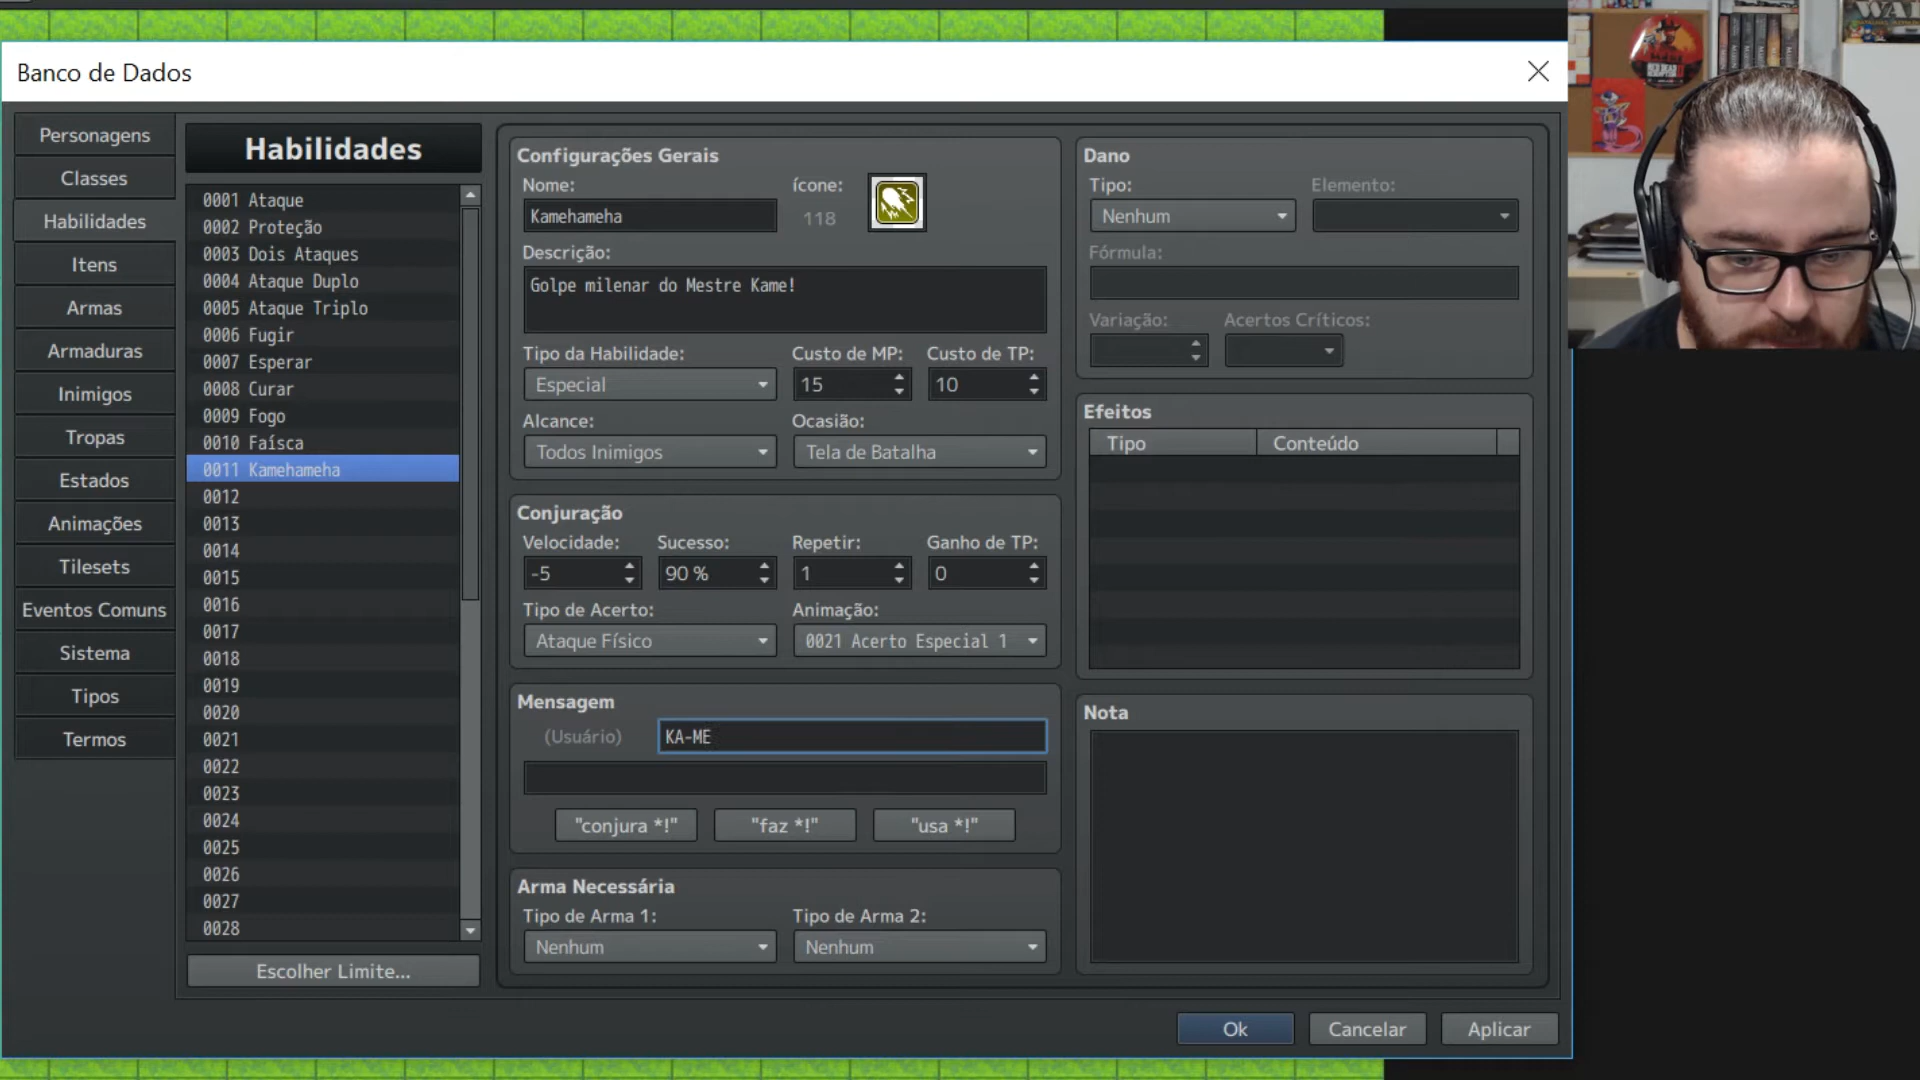 Banco de Dados
Personagens
Classes
Habilidades
Itens
Armas
Armaduras
Inimigos
Tropas
Estados
Animações
Tilesets
Eventos Comuns
Sistema
Tipos
Termos
Habilidades
0001 Ataque
0002 Proteção
0003 Dois Ataques
0004 Ataque Duplo
0005 Ataque Triplo
0006 Fugir
0007 Esperar
0008 Curar
0009 Fogo
0010 Faísca
0011 Kamehameha
0012
0013
0014
0015
0016
0017
0018
0019
0020
0021
0022
0023
0024
0025
0026
0027
0028
Escolher Limite...
Configurações Gerais
Nome: ícone:
Kamehameha 118
Descrição:
Golpe milenar do Mestre Kame!
Tipo da Habilidade: Custo de MP: Custo de TP:
Especial 15 10
Alcance: Ocasião:
Todos Inimigos Tela de Batalha
Conjuração
Velocidade: Sucesso: Repetir: Ganho de TP:
-5 90 % 1 0
Tipo de Acerto: Animação:
Ataque Físico 0021 Acerto Especial 1
Mensagem
(Usuário) KA-ME
"conjura *!" "faz *!" "usa *!"
Arma Necessária
Tipo de Arma 1: Tipo de Arma 2:
Nenhum Nenhum
Dano
Tipo: Elemento:
Nenhum
Fórmula:
Variação: Acertos Críticos:
Efeitos
Tipo Conteúdo
Nota
Ok Cancelar Aplicar